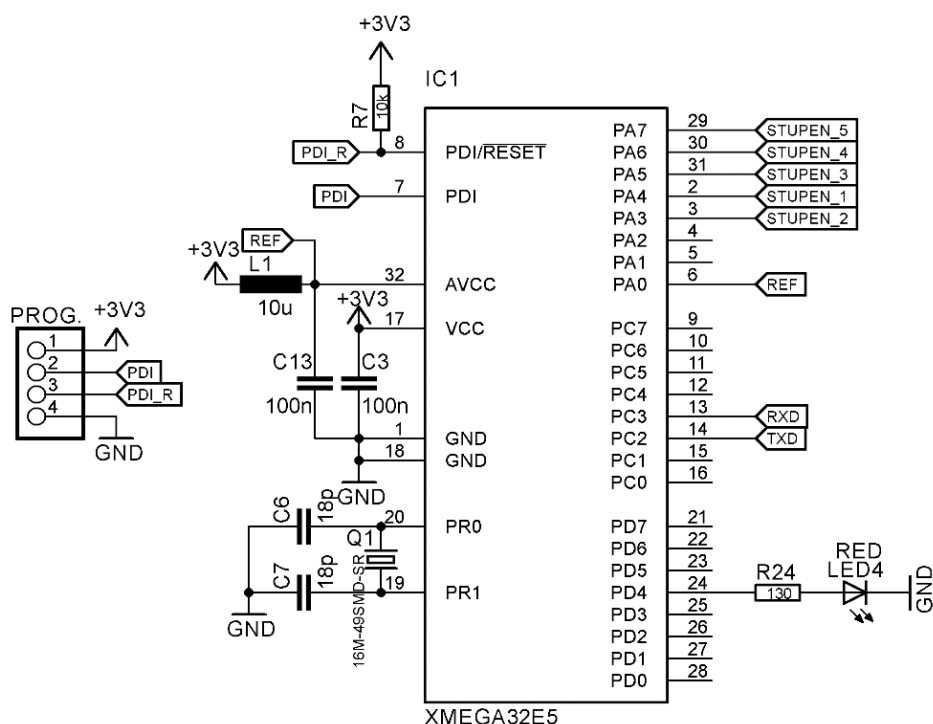 +3V3
IC1
R7
10k
PDI_R
8
PDI/RESET
PDI
7
PDI
REF
+3V3
L1
10u
32
AVCC
+3V3
17
VCC
C13
100n
C3
100n
1
GND
18
GND
GND
PROG.
+3V3
1
2
PDI
3
PDI_R
4
GND
C6
18p
20
PR0
Q1
16M-49SMD-SR
C7
18p
19
PR1
GND
PA7 29 STUPEN_5
PA6 30 STUPEN_4
PA5 31 STUPEN_3
PA4 2 STUPEN_1
PA3 3 STUPEN_2
PA2 4
PA1 5
PA0 6 REF
PC7 9
PC6 10
PC5 11
PC4 12
PC3 13 RXD
PC2 14 TXD
PC1 15
PC0 16
PD7 21
PD6 22
PD5 23
PD4 24
PD3 25
PD2 26
PD1 27
PD0 28
R24
130
RED
LED4
GND
XMEGA32E5